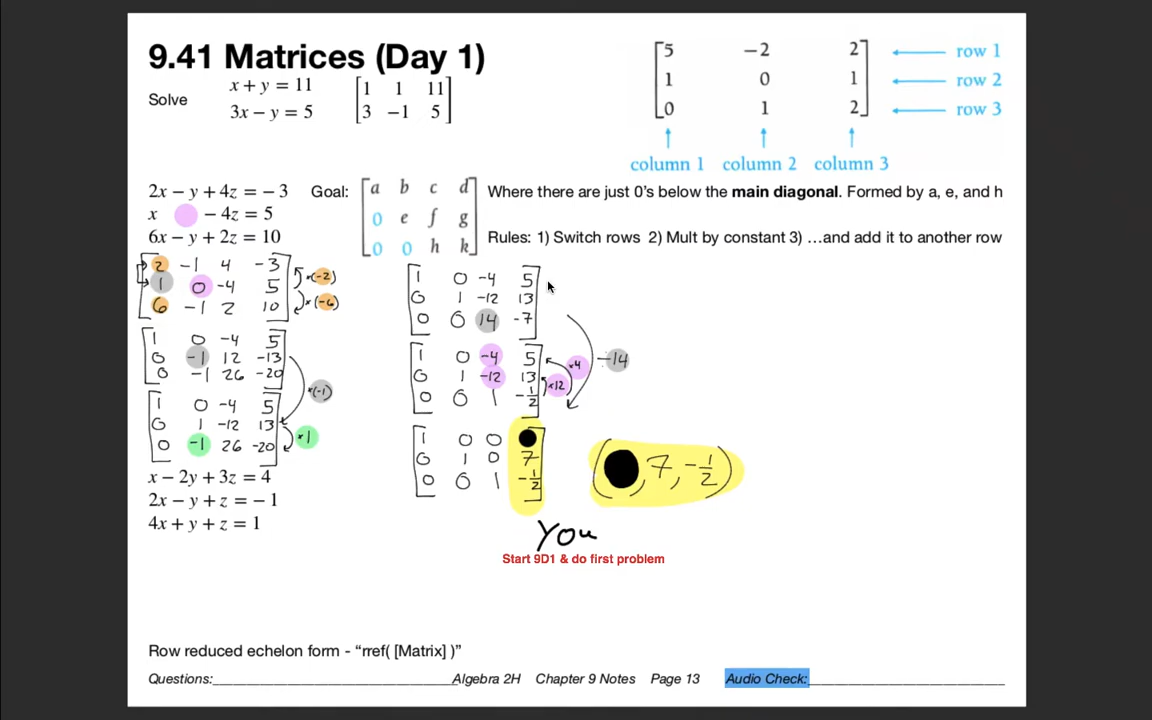 9.41 Matrices (Day 1)
Solve
x + y = 11
3x − y = 5
[1 1 11]
[3 −1 5]
[5 −2 2] row 1
[1 0 1] row 2
[0 1 2] row 3
column 1 column 2 column 3
2x − y + 4z = − 3
x − 4z = 5
6x − y + 2z = 10
Goal:
[a b c d]
[0 e f g]
[0 0 h k]
Where there are just 0's below the main diagonal. Formed by a, e, and h
Rules: 1) Switch rows 2) Mult by constant 3) …and add it to another row
[2 -1 4 -3]
[1 0 -4 5] ×(-2)
[6 -1 2 10] ×(-6)
[1 0 -4 5]
[0 -1 12 -13]
[0 -1 26 -20]
×(-1)
[1 0 -4 5]
[0 1 -12 13]
[0 -1 26 -20] ×1
x − 2y + 3z = 4
2x − y + z = − 1
4x + y + z = 1
[1 0 -4 5]
[0 1 -12 13]
[0 0 14 -7]
÷14
[1 0 -4 5] ×4
[0 1 -12 13] ×12
[0 0 1 -1/2]
[1 0 0 ]
[0 1 0 7]
[0 0 1 -1/2]
( , 7, -1/2)
You
Start 9D1 & do first problem
Row reduced echelon form - “rref( [Matrix] )”
Questions:______ Algebra 2H Chapter 9 Notes Page 13 Audio Check:______